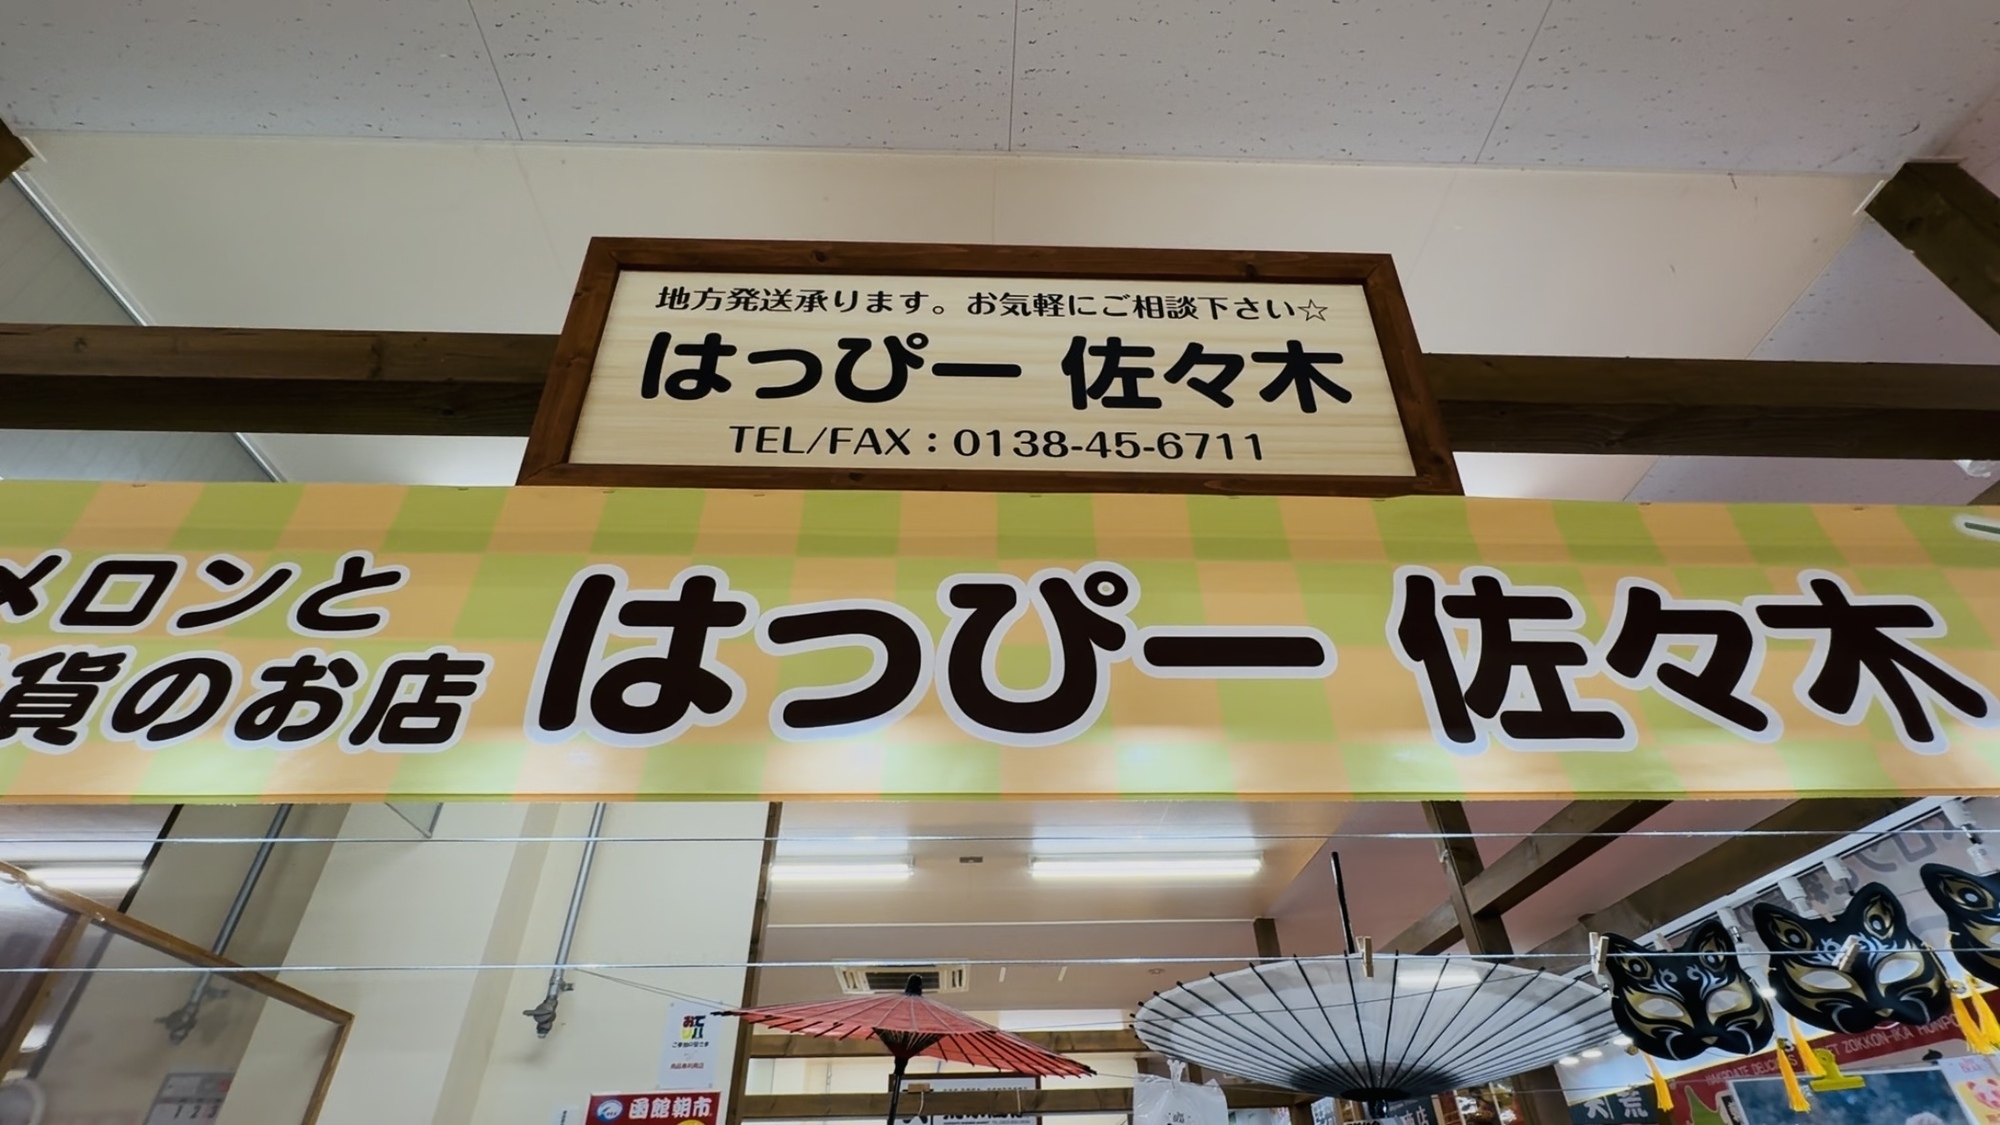 地方発送承ります。お気軽にご相談下さい☆
はっぴー 佐々木
TEL/FAX：0138-45-6711
メロンと
貨のお店
はっぴー 佐々木
函館朝市